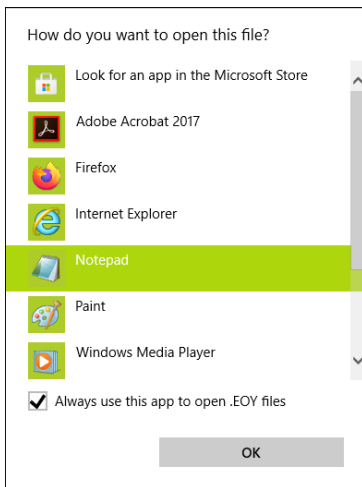 How do you want to open this file?
Look for an app in the Microsoft Store
Adobe Acrobat 2017
Firefox
Internet Explorer
Notepad
Paint
Windows Media Player
Always use this app to open .EOY files
OK